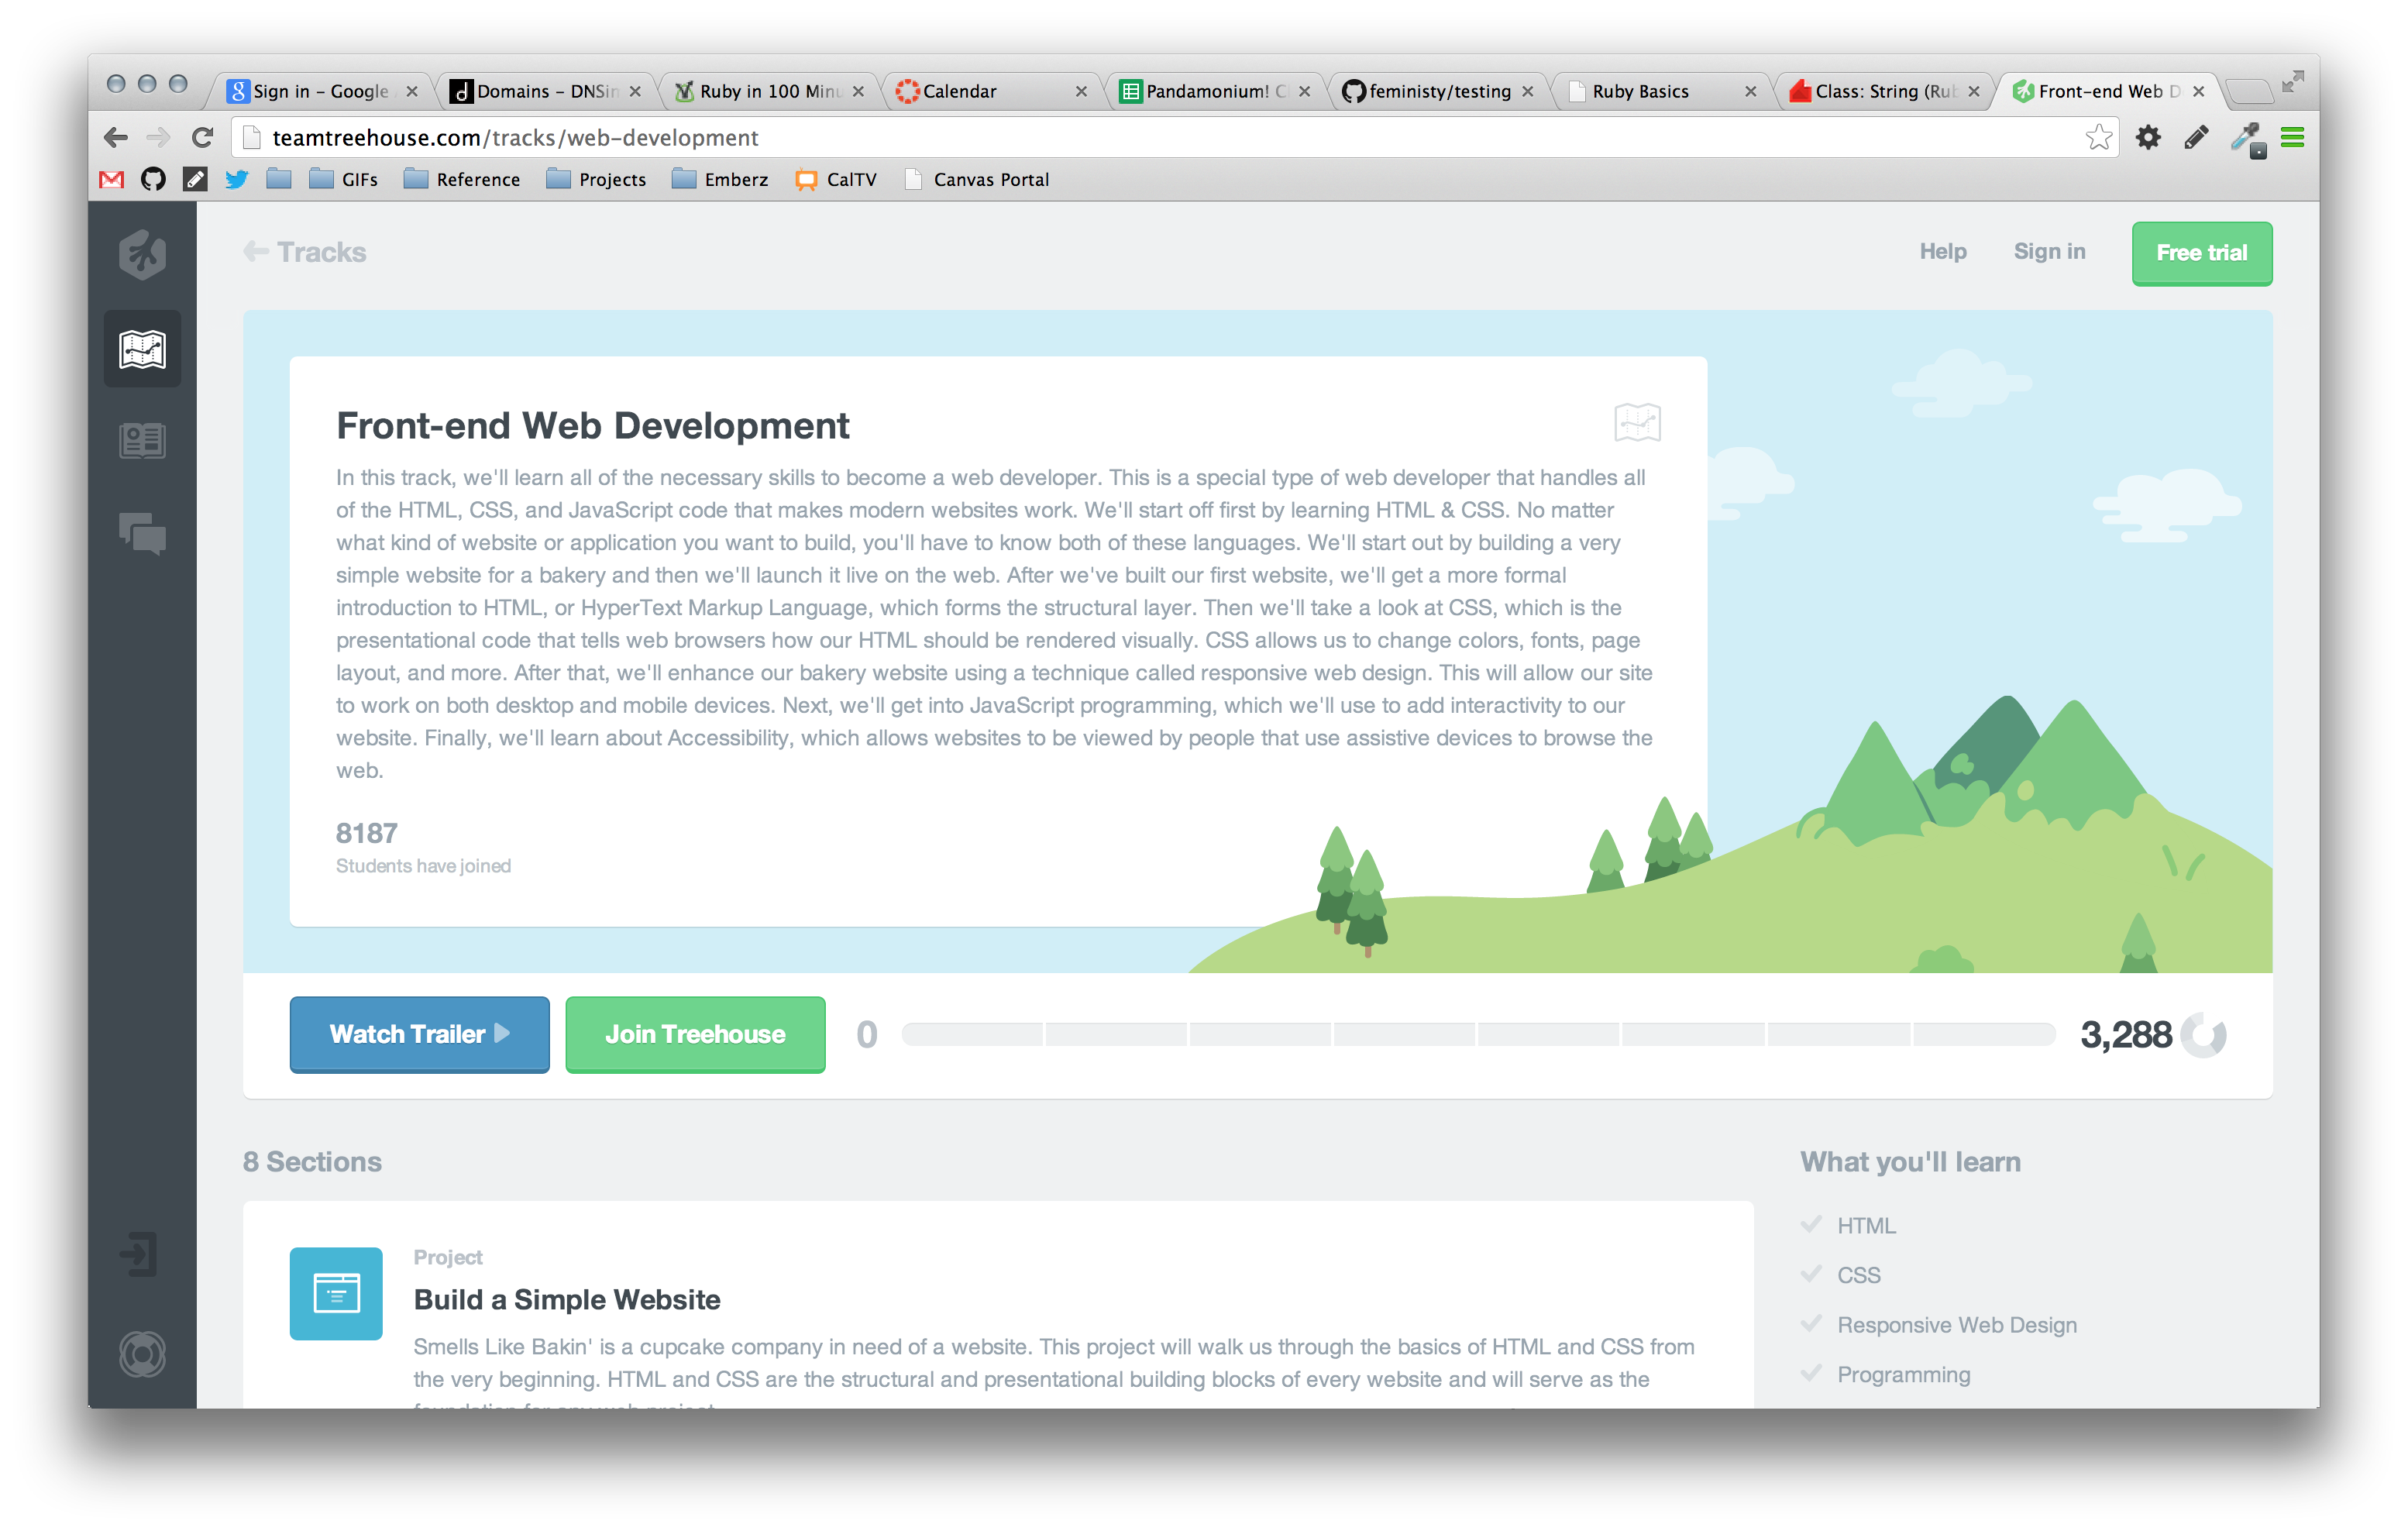 Sign in – Google
Domains – DNSim
Ruby in 100 Minu
Calendar
Pandamonium! C
feministy/testing
Ruby Basics
Class: String (Rub
Front-end Web D
teamtreehouse.com/tracks/web-development
GIFs
Reference
Projects
Emberz
CalTV
Canvas Portal
Tracks
Help
Sign in
Free trial
Front-end Web Development
In this track, we'll learn all of the necessary skills to become a web developer. This is a special type of web developer that handles all
of the HTML, CSS, and JavaScript code that makes modern websites work. We'll start off first by learning HTML & CSS. No matter
what kind of website or application you want to build, you'll have to know both of these languages. We'll start out by building a very
simple website for a bakery and then we'll launch it live on the web. After we've built our first website, we'll get a more formal
introduction to HTML, or HyperText Markup Language, which forms the structural layer. Then we'll take a look at CSS, which is the
presentational code that tells web browsers how our HTML should be rendered visually. CSS allows us to change colors, fonts, page
layout, and more. After that, we'll enhance our bakery website using a technique called responsive web design. This will allow our site
to work on both desktop and mobile devices. Next, we'll get into JavaScript programming, which we'll use to add interactivity to our
website. Finally, we'll learn about Accessibility, which allows websites to be viewed by people that use assistive devices to browse the
web.
8187
Students have joined
Watch Trailer
Join Treehouse
0
3,288
8 Sections
Project
Build a Simple Website
Smells Like Bakin' is a cupcake company in need of a website. This project will walk us through the basics of HTML and CSS from
the very beginning. HTML and CSS are the structural and presentational building blocks of every website and will serve as the
foundation for any web project.
What you'll learn
HTML
CSS
Responsive Web Design
Programming